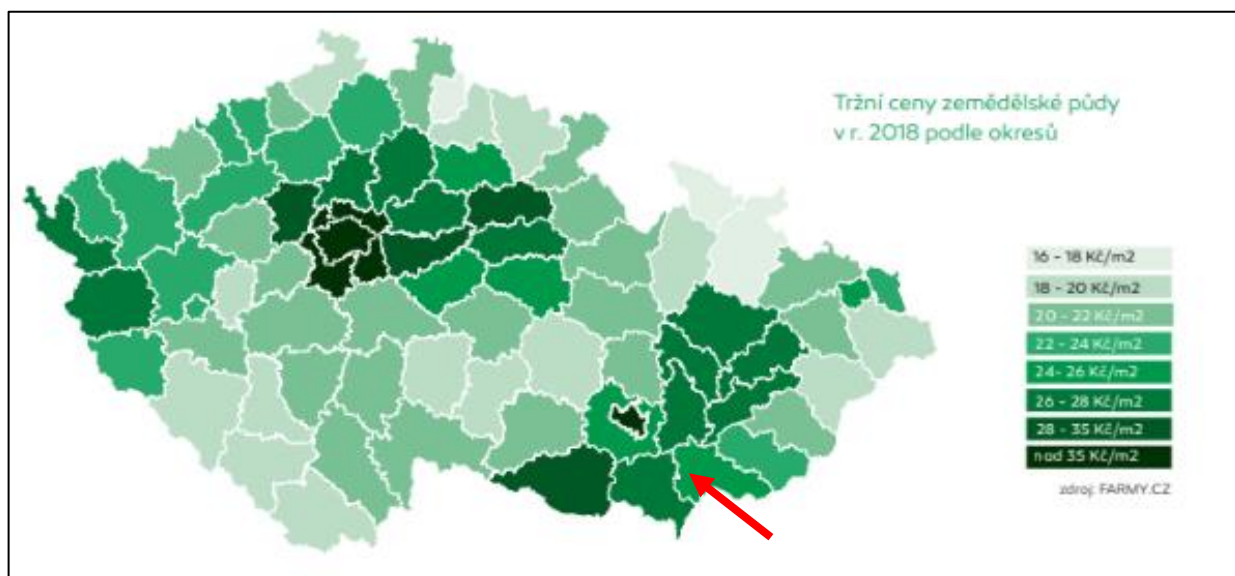 Tržní ceny zemědělské půdy
v r. 2018 podle okresů
16 - 18 Kč/m2
18 - 20 Kč/m2
20 - 22 Kč/m2
22 - 24 Kč/m2
24- 26 Kč/m2
26 - 28 Kč/m2
28 - 35 Kč/m2
nad 35 Kč/m2
zdroj: FARMY.CZ